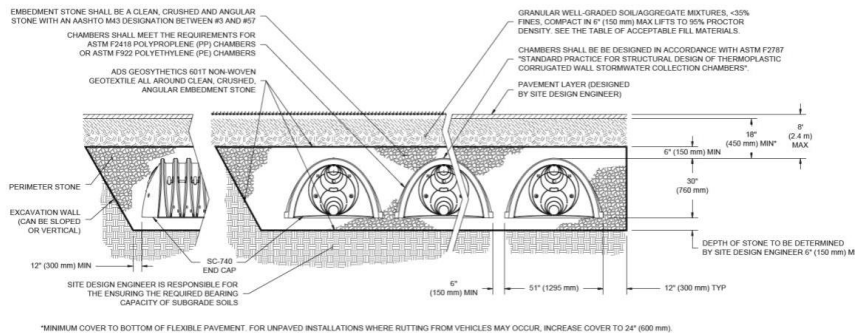 EMBEDMENT STONE SHALL BE A CLEAN, CRUSHED AND ANGULAR
STONE WITH AN AASHTO M43 DESIGNATION BETWEEN #3 AND #57
CHAMBERS SHALL MEET THE REQUIREMENTS FOR
ASTM F2418 POLYPROPLENE (PP) CHAMBERS
OR ASTM F922 POLYETHYLENE (PE) CHAMBERS
ADS GEOSYTHETICS 601T NON-WOVEN
GEOTEXTILE ALL AROUND CLEAN, CRUSHED,
ANGULAR EMBEDMENT STONE
GRANULAR WELL-GRADED SOIL/AGGREGATE MIXTURES, <35%
FINES, COMPACT IN 6" (150 mm) MAX LIFTS TO 95% PROCTOR
DENSITY. SEE THE TABLE OF ACCEPTABLE FILL MATERIALS.
CHAMBERS SHALL BE BE DESIGNED IN ACCORDANCE WITH ASTM F2787
"STANDARD PRACTICE FOR STRUCTURAL DESIGN OF THERMOPLASTIC
CORRUGATED WALL STORMWATER COLLECTION CHAMBERS".
PAVEMENT LAYER (DESIGNED
BY SITE DESIGN ENGINEER)
8'
(2.4 m)
MAX
18"
(450 mm) MIN*
6" (150 mm) MIN
30"
(760 mm)
PERIMETER STONE
EXCAVATION WALL
(CAN BE SLOPED
OR VERTICAL)
DEPTH OF STONE TO BE DETERMINED
BY SITE DESIGN ENGINEER 6" (150 mm) M
12" (300 mm) MIN
SC-740
END CAP
SITE DESIGN ENGINEER IS RESPONSIBLE FOR
THE ENSURING THE REQUIRED BEARING
CAPACITY OF SUBGRADE SOILS
6"
(150 mm) MIN
51" (1295 mm)
12" (300 mm) TYP
*MINIMUM COVER TO BOTTOM OF FLEXIBLE PAVEMENT. FOR UNPAVED INSTALLATIONS WHERE RUTTING FROM VEHICLES MAY OCCUR, INCREASE COVER TO 24" (600 mm).